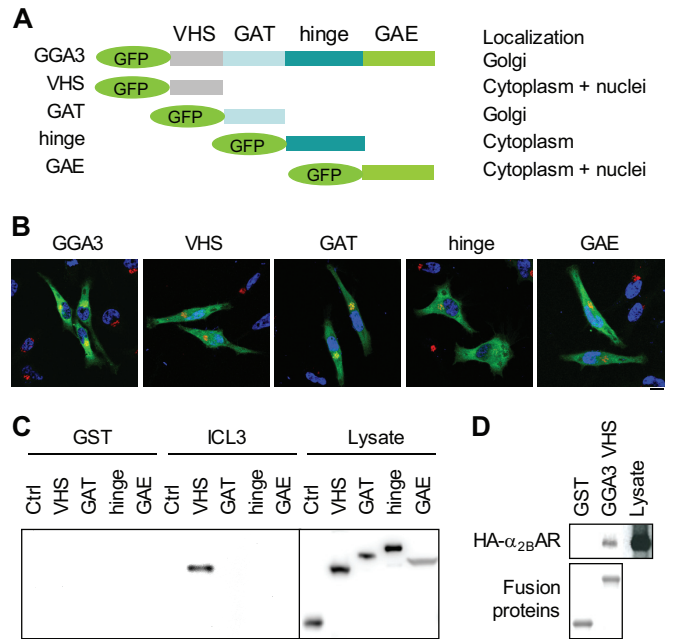 A
VHS GAT hinge GAE Localization
GGA3 GFP Golgi
VHS GFP Cytoplasm + nuclei
GAT GFP Golgi
hinge GFP Cytoplasm
GAE GFP Cytoplasm + nuclei
B
GGA3 VHS GAT hinge GAE
C
GST ICL3 Lysate
Ctrl VHS GAT hinge GAE Ctrl VHS GAT hinge GAE Ctrl VHS GAT hinge GAE
D
GST GGA3 VHS Lysate
HA-α2BAR
Fusion
proteins